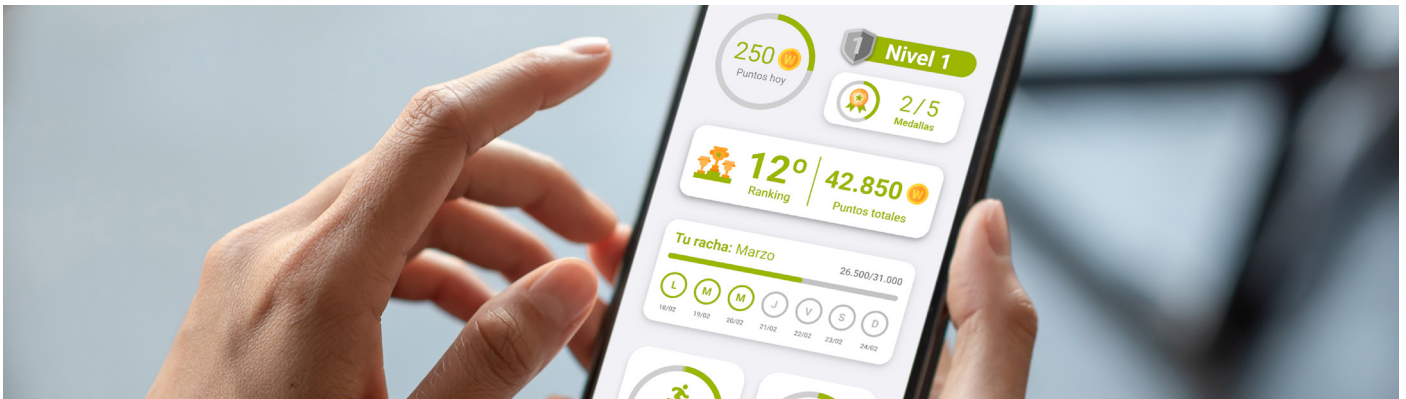 250 W
Puntos hoy
1 Nivel 1
2/5
Medallas
12º
Ranking
42.850 W
Puntos totales
Tu racha: Marzo
26.500/31.000
L M M J V S D
18/02 19/02 20/02 21/02 22/02 23/02 24/02